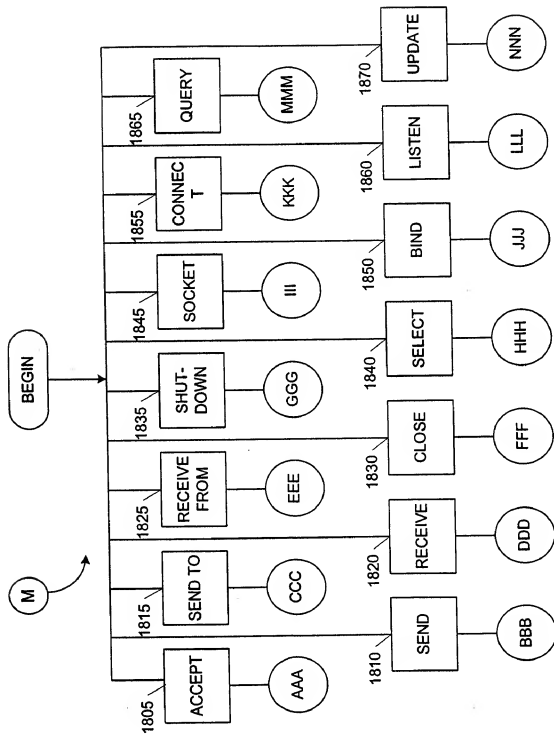 M
BEGIN
1805
ACCEPT
AAA
1815
SEND TO
CCC
1825
RECEIVE
FROM
EEE
1835
SHUT-
DOWN
GGG
1845
SOCKET
III
1855
CONNEC
T
KKK
1865
QUERY
MMM
1810
SEND
BBB
1820
RECEIVE
DDD
1830
CLOSE
FFF
1840
SELECT
HHH
1850
BIND
JJJ
1860
LISTEN
LLL
1870
UPDATE
NNN